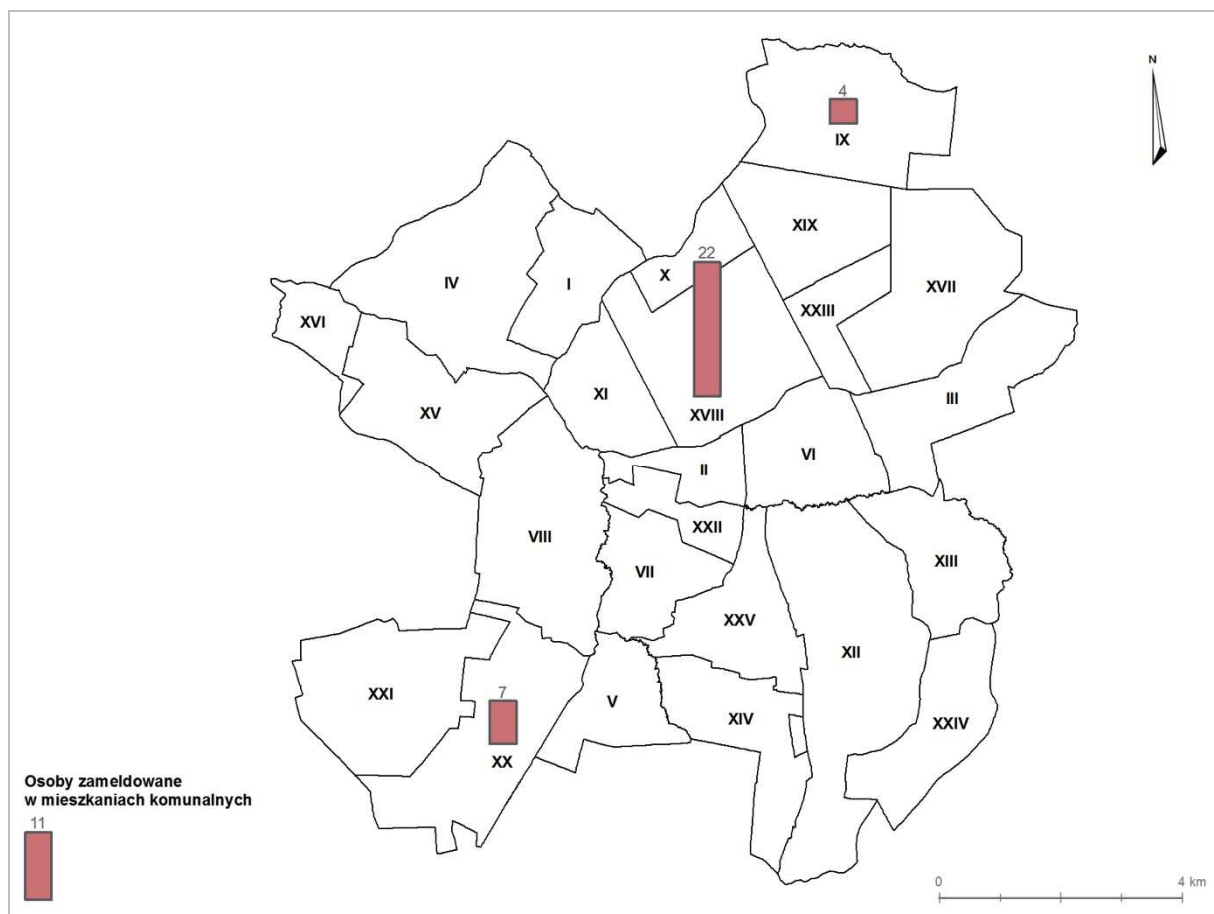 N
4
IX
XIX
22
X
IV
I
XVII
XXIII
XVI
XI
III
XV
XVIII
VI
II
XXII
VIII
XIII
VII
XXV
XII
XXI
7
V
XIV
XXIV
XX
Osoby zameldowane
w mieszkaniach komunalnych
11
0 4 km